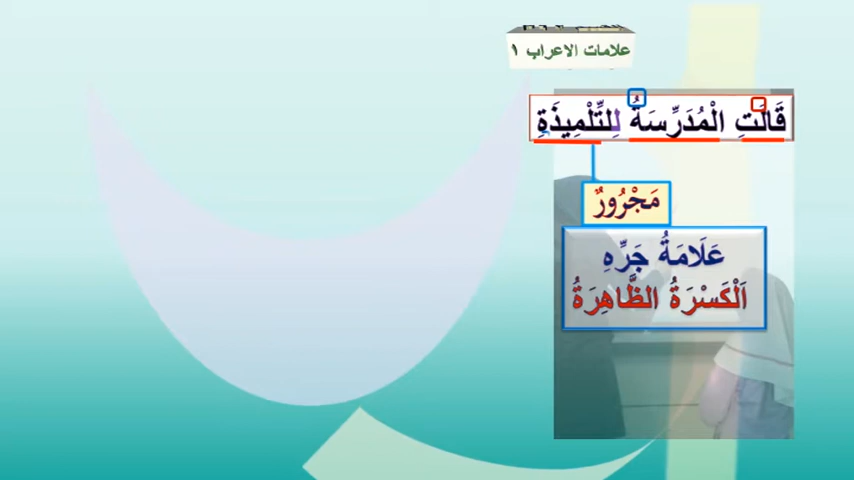 علامات الاعراب ١
قَالَتِ الْمُدَرِّسَةُ لِلتِّلْمِيذَةِ
مَجْرُورٌ
عَلَامَةُ جَرِّهِ
اَلْكَسْرَةُ الظَّاهِرَةُ